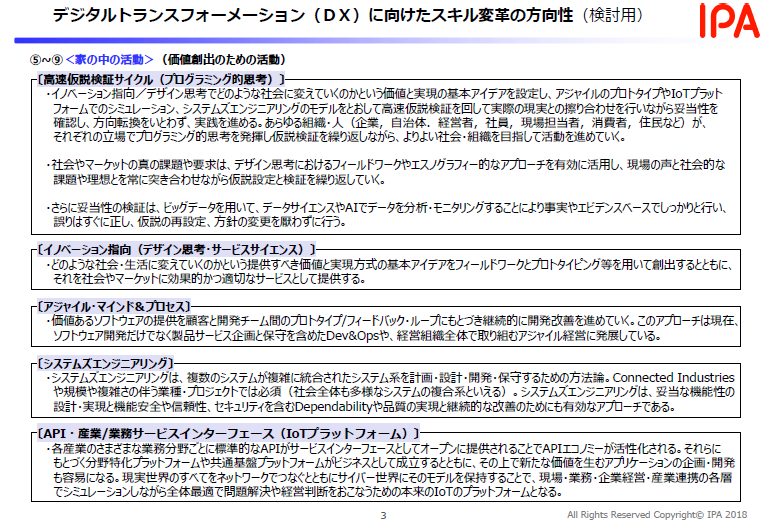 デジタルトランスフォーメーション（ＤＸ）に向けたスキル変革の方向性（検討用）
IPA
⑤~⑨＜家の中の活動＞（価値創出のための活動）
〔高速仮説検証サイクル（プログラミング的思考）〕
・イノベーション指向／デザイン思考でどのような社会に変えていくのかという価値と実現の基本アイデアを設定し、アジャイルのプロトタイプやIoTプラット
フォームでのシミュレーション、システムズエンジニアリングのモデルをとおして高速仮説検証を回して実際の現実との擦り合わせを行いながら妥当性を
確認し、方向転換をいとわず、実践を進める。あらゆる組織・人（企業，自治体、経営者，社員，現場担当者，消費者，住民など）が、
それぞれの立場でプログラミング的思考を発揮し仮説検証を繰り返しながら、よりよい社会・組織を目指して活動を進めていく。
・社会やマーケットの真の課題や要求は、デザイン思考におけるフィールドワークやエスノグラフィー的なアプローチを有効に活用し、現場の声と社会的な
課題や理想とを常に突き合わせながら仮説設定と検証を繰り返していく。
・さらに妥当性の検証は、ビッグデータを用いて、データサイエンスやAIでデータを分析・モニタリングすることにより事実やエビデンスベースでしっかりと行い、
誤りはすぐに正し、仮説の再設定、方針の変更を厭わずに行う。
〔イノベーション指向（デザイン思考・サービスサイエンス）〕
・どのような社会・生活に変えていくのかという提供すべき価値と実現方式の基本アイデアをフィールドワークとプロトタイピング等を用いて創出するとともに、
それを社会やマーケットに効果的かつ適切なサービスとして提供する。
〔アジャイル・マインド＆プロセス〕
・価値あるソフトウェアの提供を顧客と開発チーム間のプロトタイプ/フィードバック・ループにもとづき継続的に開発改善を進めていく。このアプローチは現在、
ソフトウェア開発だけでなく製品サービス企画と保守を含めたDev&Opsや、経営組織全体で取り組むアジャイル経営に発展している。
〔システムズエンジニアリング〕
・システムズエンジニアリングは、複数のシステムが複雑に統合されたシステム系を計画・設計・開発・保守するための方法論。Connected Industries
や規模や複雑さの伴う業種・プロジェクトでは必須（社会全体も多様なシステムの複合系といえる）。システムズエンジニアリングは、妥当な機能性の
設計・実現と機能安全や信頼性、セキュリティを含むDependabilityや品質の実現と継続的な改善のためにも有効なアプローチである。
〔API・産業/業務サービスインターフェース（IoTプラットフォーム）〕
・各産業のさまざまな業務分野ごとに標準的なAPIがサービスインターフェースとしてオープンに提供されることでAPIエコノミーが活性化される。それらに
もとづく分野特化プラットフォームや共通基盤プラットフォームがビジネスとして成立するとともに、その上で新たな価値を生むアプリケーションの企画・開発
も容易になる。現実世界のすべてをネットワークでつなぐとともにサイバー世界にそのモデルを保持することで、現場・業務・企業経営・産業連携の各層
でシミュレーションしながら全体最適で問題解決や経営判断をおこなうための本来のIoTのプラットフォームとなる。
3
All Rights Reserved Copyright© IPA 2018